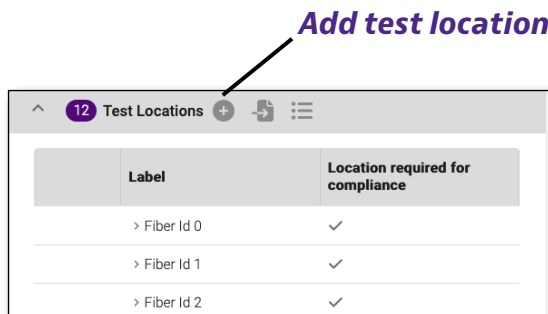 Add test location
12 Test Locations
Label
Location required for
compliance
Fiber Id 0
Fiber Id 1
Fiber Id 2